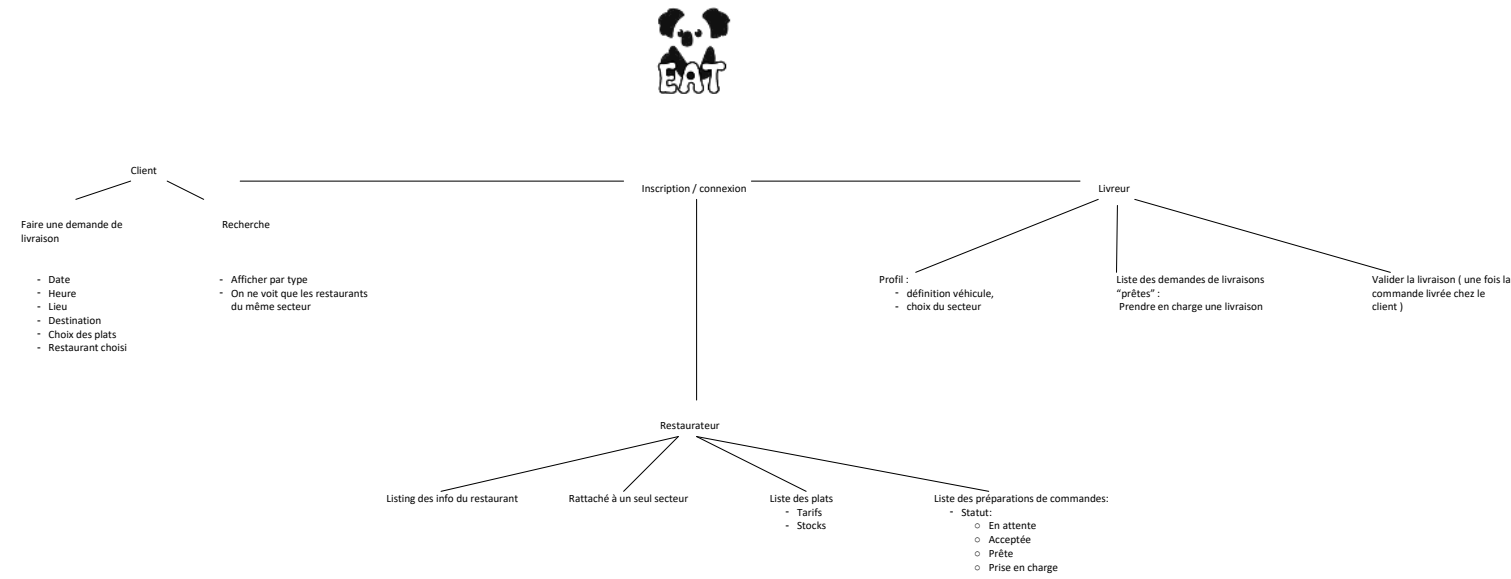 EAT
Client
Inscription / connexion
Livreur
Faire une demande de
livraison
- Date
- Heure
- Lieu
- Destination
- Choix des plats
- Restaurant choisi
Recherche
- Afficher par type
- On ne voit que les restaurants
du même secteur
Profil :
- définition véhicule,
- choix du secteur
Liste des demandes de livraisons
“prêtes” :
Prendre en charge une livraison
Valider la livraison ( une fois la
commande livrée chez le
client )
Restaurateur
Listing des info du restaurant
Rattaché à un seul secteur
Liste des plats
- Tarifs
- Stocks
Liste des préparations de commandes:
- Statut:
○ En attente
○ Acceptée
○ Prête
○ Prise en charge